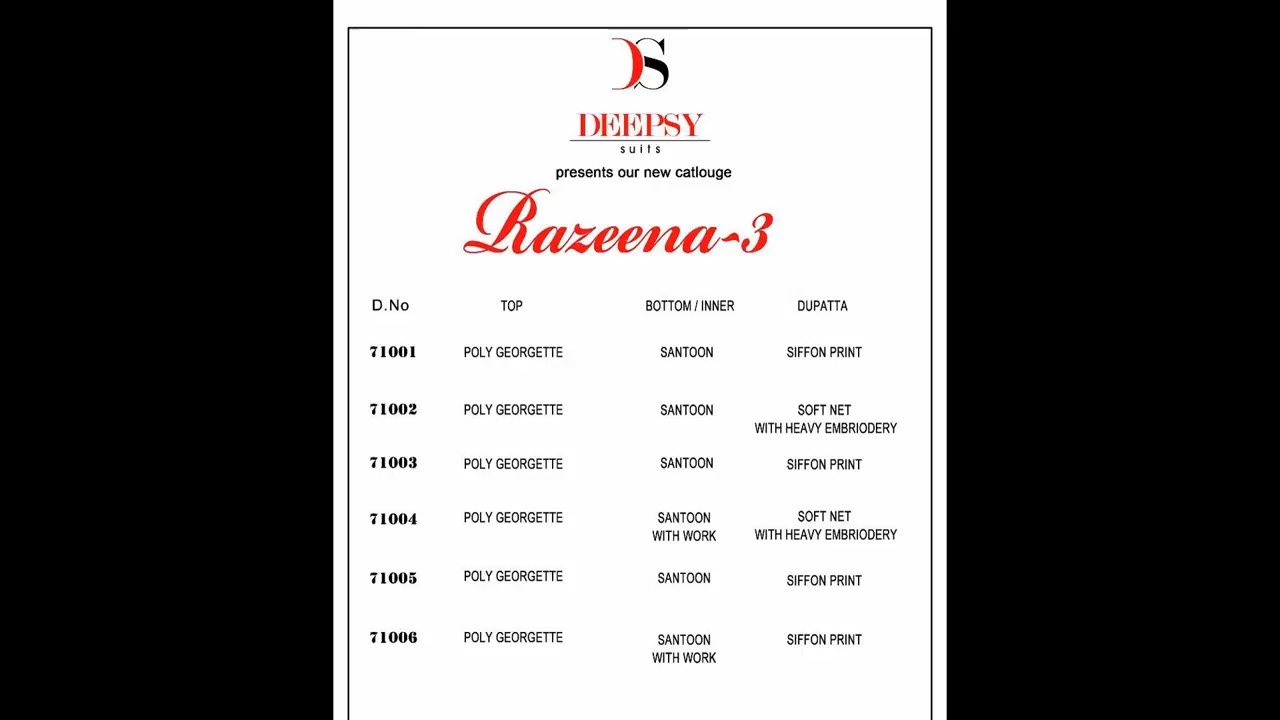 DS
DEEPSY
suits
presents our new catlouge
Razeena-3
D.No TOP BOTTOM / INNER DUPATTA
71001 POLY GEORGETTE SANTOON SIFFON PRINT
71002 POLY GEORGETTE SANTOON SOFT NET
WITH HEAVY EMBRIODERY
71003 POLY GEORGETTE SANTOON SIFFON PRINT
71004 POLY GEORGETTE SANTOON SOFT NET
WITH WORK WITH HEAVY EMBRIODERY
71005 POLY GEORGETTE SANTOON SIFFON PRINT
71006 POLY GEORGETTE SANTOON SIFFON PRINT
WITH WORK